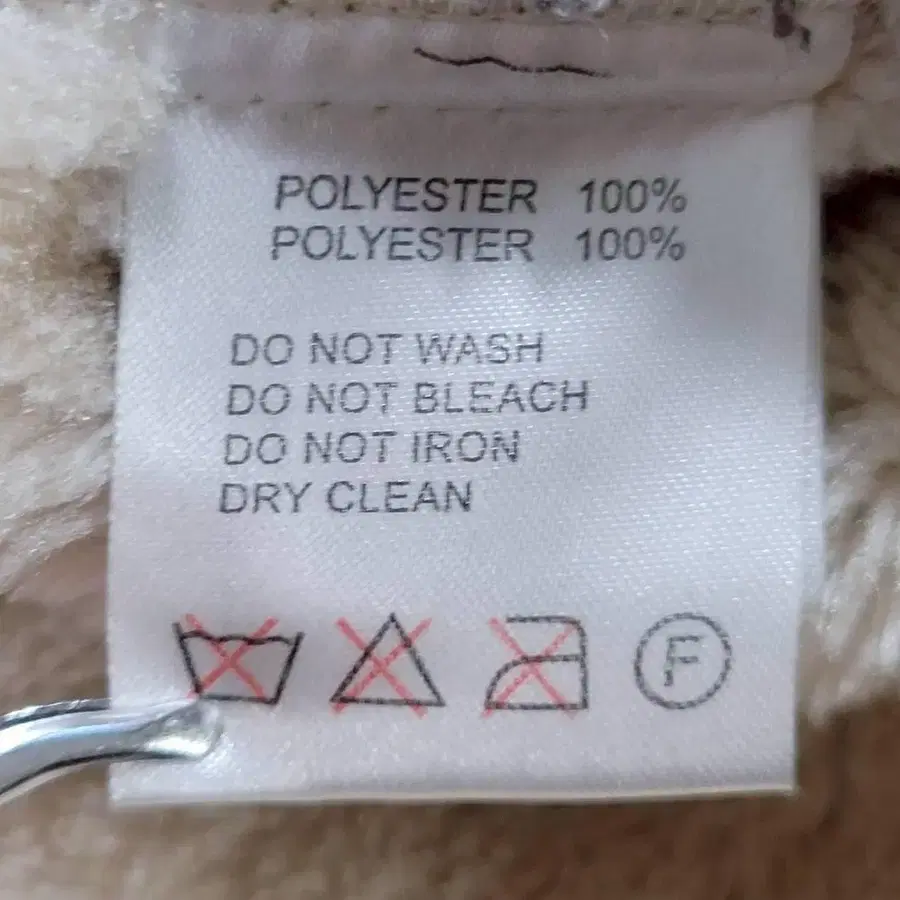 POLYESTER 100%
POLYESTER 100%
DO NOT WASH
DO NOT BLEACH
DO NOT IRON
DRY CLEAN
F